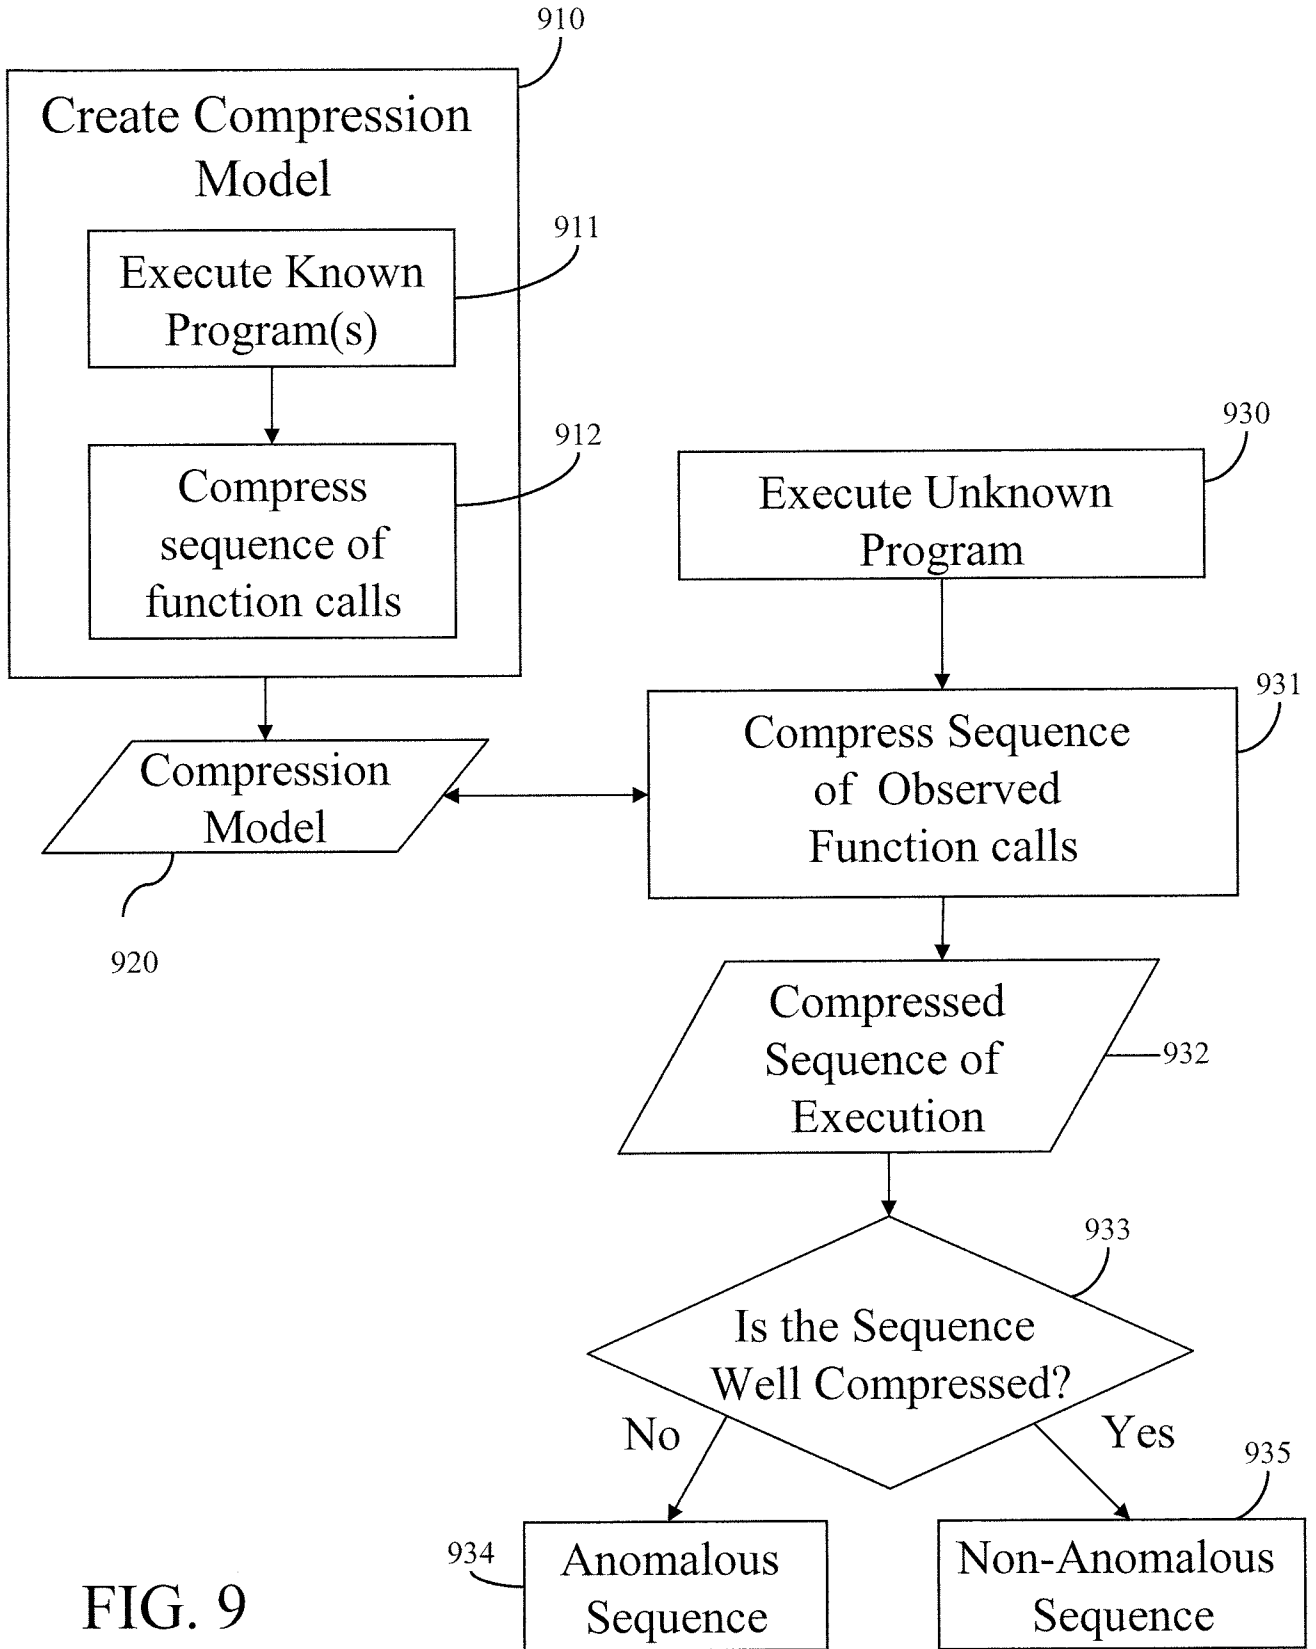 910
Create Compression
Model
911
Execute Known
Program(s)
912
Compress
sequence of
function calls
930
Execute Unknown
Program
931
Compress Sequence
of Observed
Function calls
Compression
Model
920
Compressed
Sequence of
Execution
932
933
Is the Sequence
Well Compressed?
No
Yes
935
934
Anomalous
Sequence
Non-Anomalous
Sequence
FIG. 9